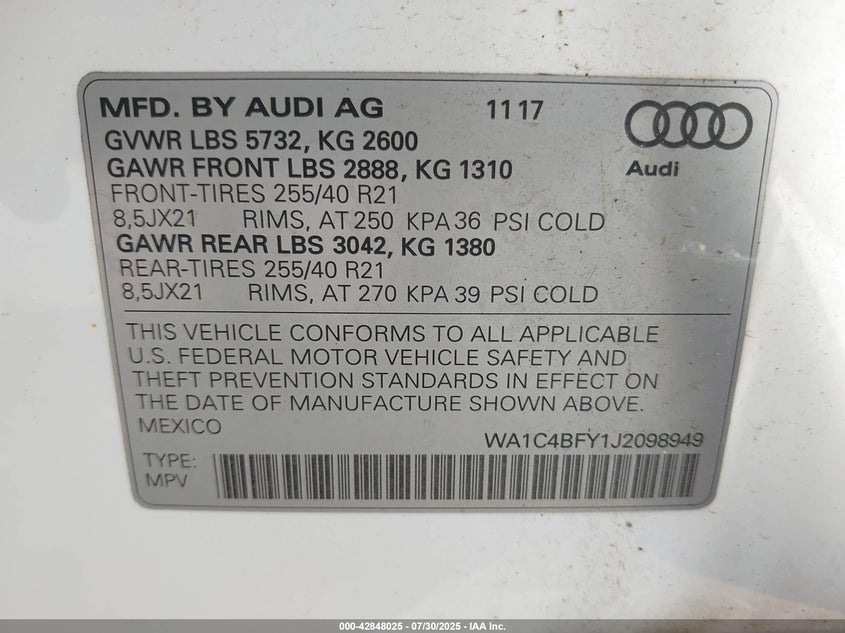 MFD. BY AUDI AG 11 17
GVWR LBS 5732, KG 2600
GAWR FRONT LBS 2888, KG 1310
Audi
FRONT-TIRES 255/40 R21
8,5JX21 RIMS, AT 250 KPA 36 PSI COLD
GAWR REAR LBS 3042, KG 1380
REAR-TIRES 255/40 R21
8,5JX21 RIMS, AT 270 KPA 39 PSI COLD
THIS VEHICLE CONFORMS TO ALL APPLICABLE
U.S. FEDERAL MOTOR VEHICLE SAFETY AND
THEFT PREVENTION STANDARDS IN EFFECT ON
THE DATE OF MANUFACTURE SHOWN ABOVE.
MEXICO
WA1C4BFY1J2098949
TYPE:
MPV
000-42848025 - 07/30/2025 - IAA Inc.